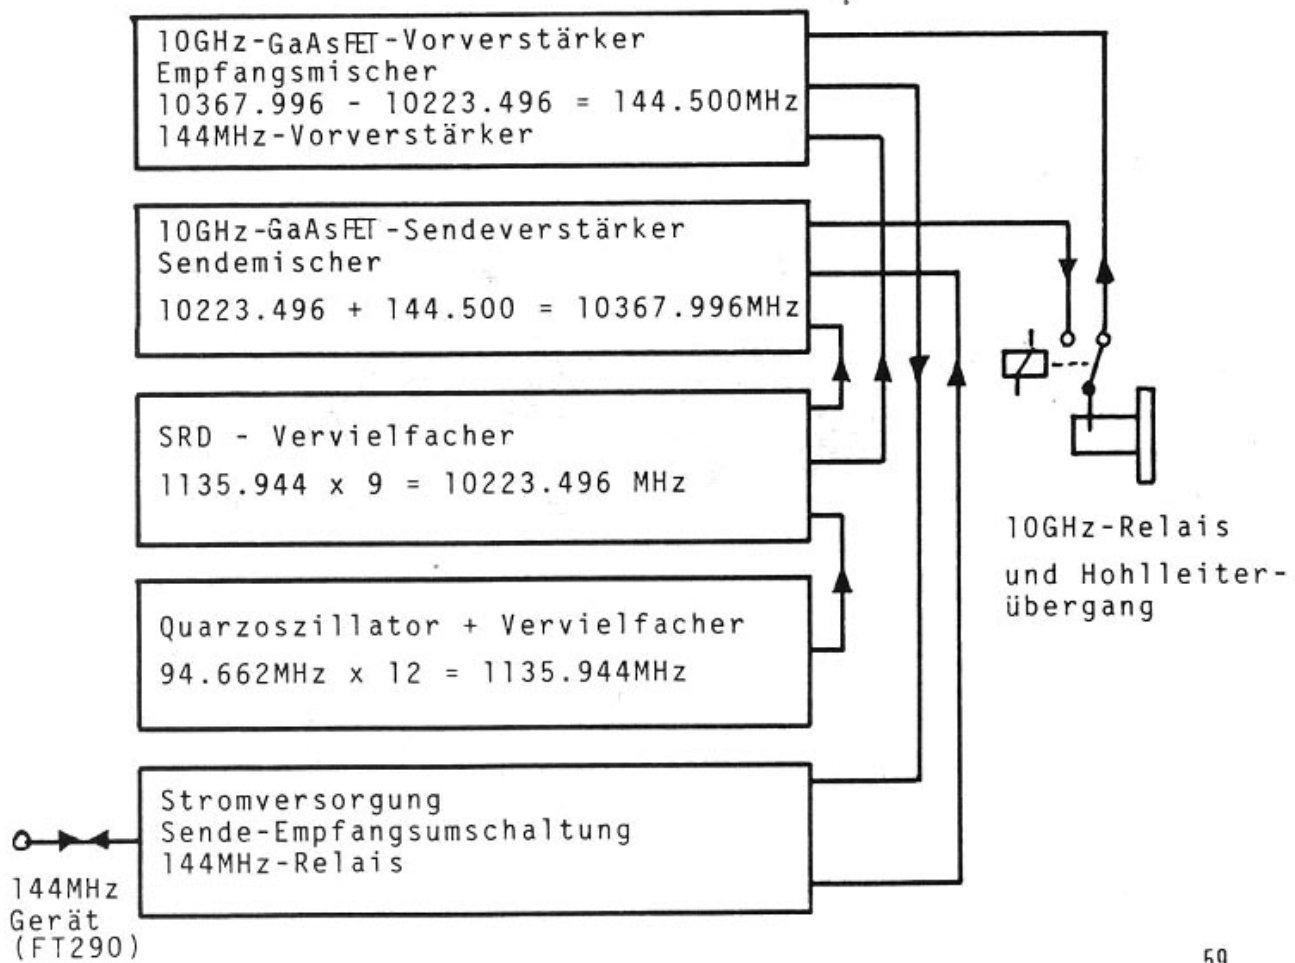 10GHz-GaAsFET-Vorverstärker
Empfangsmischer
10367.996 - 10223.496 = 144.500MHz
144MHz-Vorverstärker
10GHz-GaAsFET-Sendeverstärker
Sendemischer
10223.496 + 144.500 = 10367.996MHz
SRD - Vervielfacher
1135.944 x 9 = 10223.496 MHz
10GHz-Relais
und Hohlleiter-
übergang
Quarzoszillator + Vervielfacher
94.662MHz x 12 = 1135.944MHz
Stromversorgung
Sende-Empfangsumschaltung
144MHz-Relais
144MHz
Gerät
(FT290)